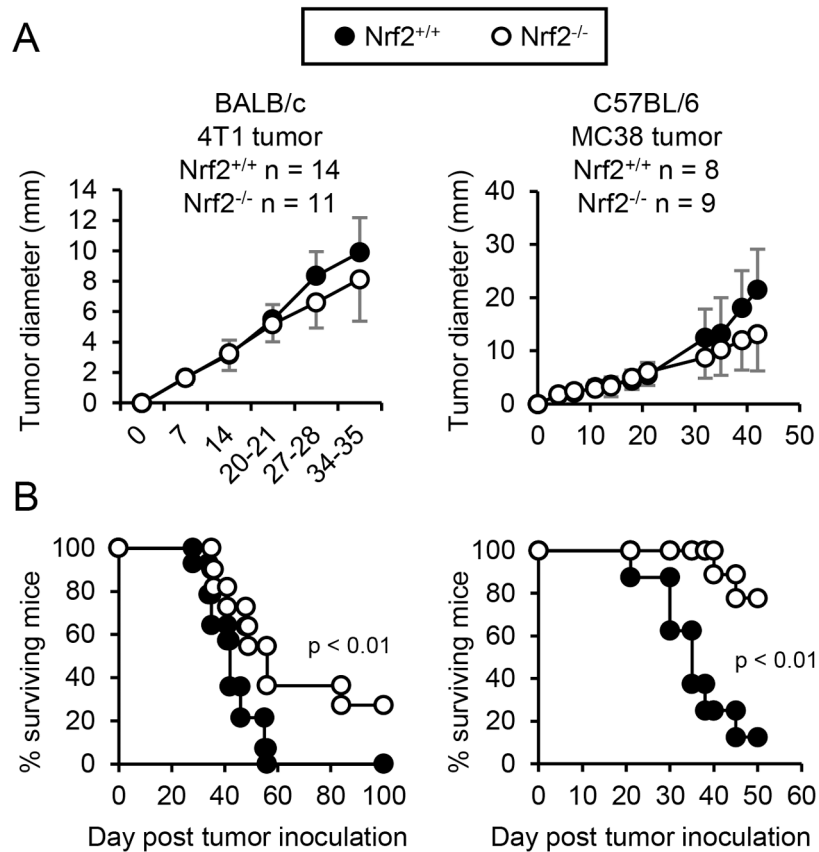 A
Nrf2+/+ Nrf2-/-
BALB/c
4T1 tumor
Nrf2+/+ n = 14
Nrf2-/- n = 11
Tumor diameter (mm)
14
12
10
8
6
4
2
0
0 7 14 20-21 27-28 34-35
C57BL/6
MC38 tumor
Nrf2+/+ n = 8
Nrf2-/- n = 9
Tumor diameter (mm)
40
30
20
10
0
0 10 20 30 40 50
B
% surviving mice
100
80
60
40
20
0
p < 0.01
0 20 40 60 80 100
Day post tumor inoculation
% surviving mice
100
80
60
40
20
0
p < 0.01
0 10 20 30 40 50 60
Day post tumor inoculation